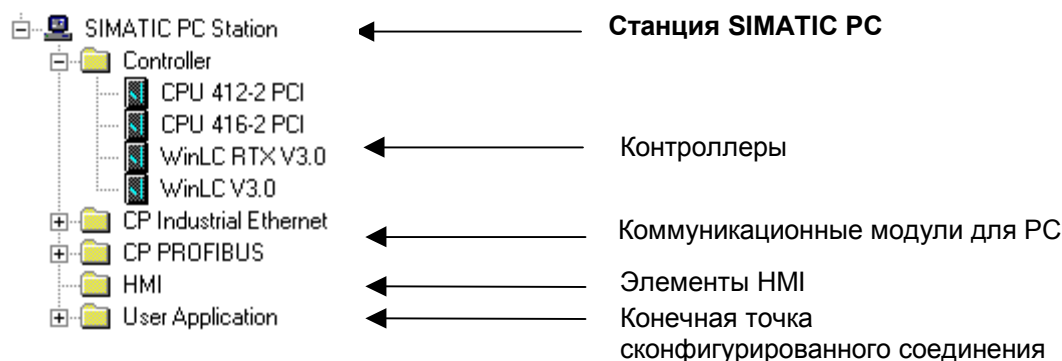 SIMATIC PC Station
Станция SIMATIC PC
Controller
CPU 412-2 PCI
CPU 416-2 PCI
WinLC RTX V3.0
Контроллеры
WinLC V3.0
CP Industrial Ethernet
Коммуникационные модули для PC
CP PROFIBUS
HMI
Элементы HMI
User Application
Конечная точка
сконфигурированного соединения